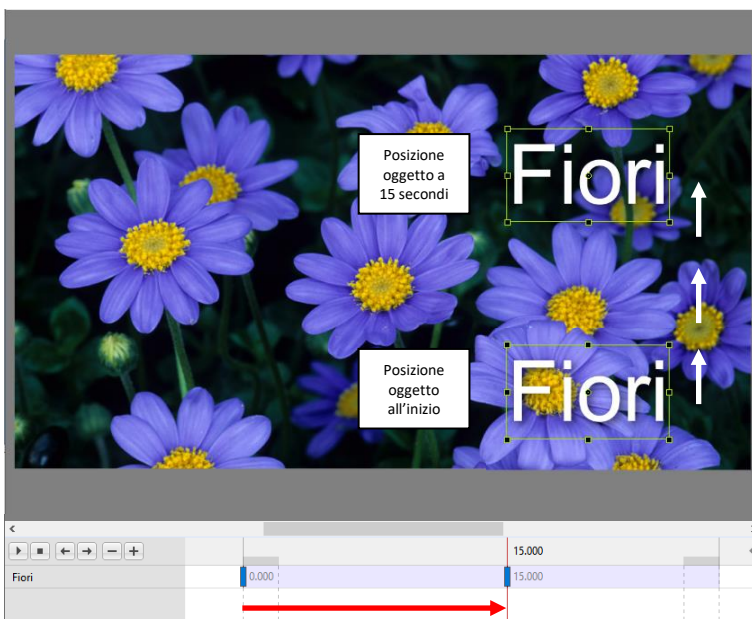 Posizione
oggetto a
15 secondi
Fiori
Posizione
oggetto
all'inizio
Fiori
15.000
Fiori
0.000
15.000